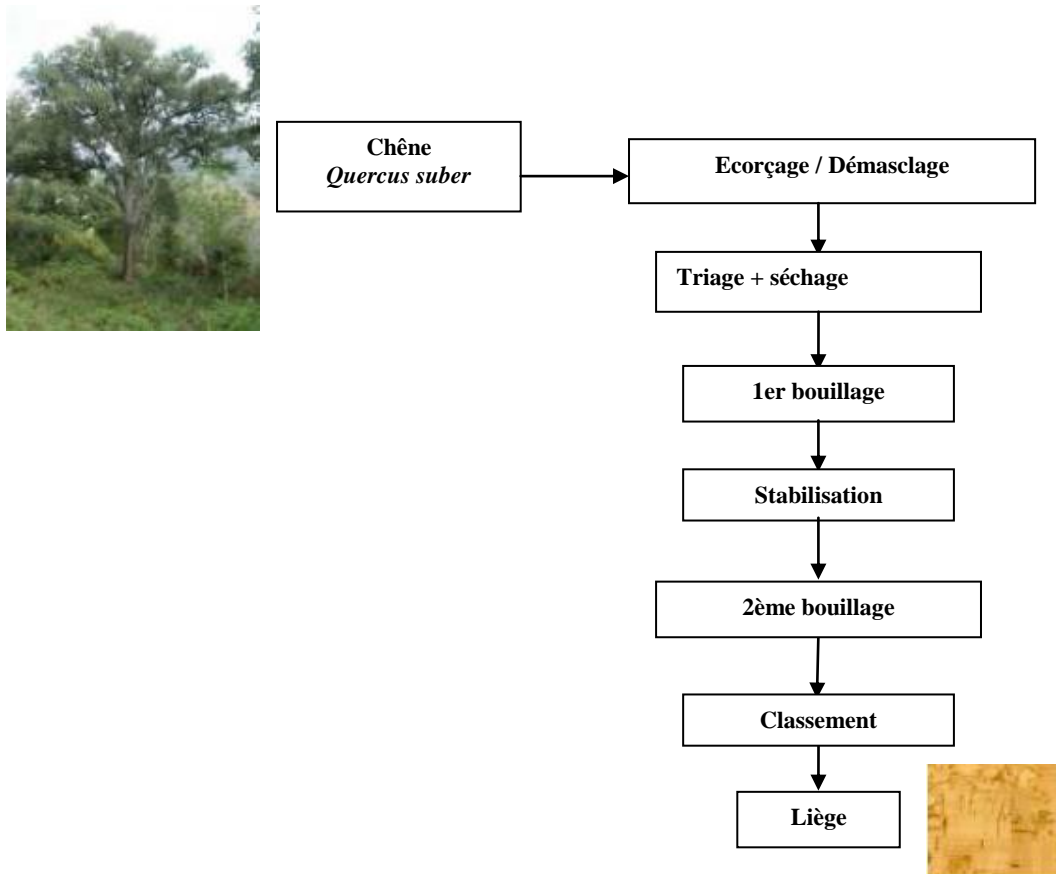 Chêne
Quercus suber
Ecorçage / Démasclage
Triage + séchage
1er bouillage
Stabilisation
2ème bouillage
Classement
Liège